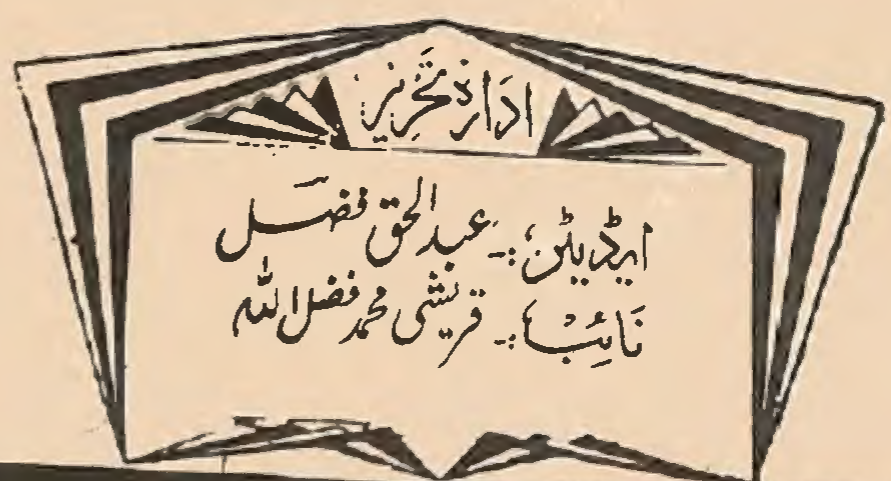 ادارۂ تحریر
ایڈیٹر:۔ عبدالحق فضل
نائب:۔ قریشی محمد فضل اللہ